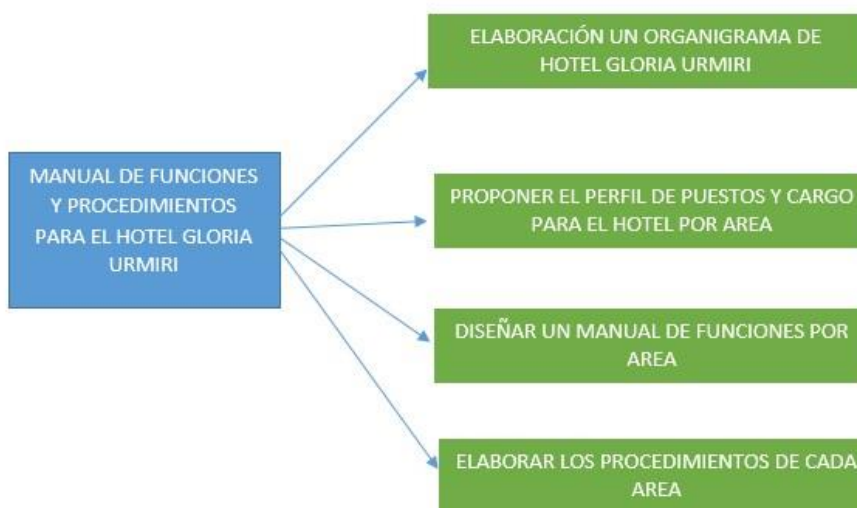 ELABORACIÓN UN ORGANIGRAMA DE
HOTEL GLORIA URMIRI
MANUAL DE FUNCIONES
Y PROCEDIMIENTOS
PARA EL HOTEL GLORIA
URMIRI
PROPONER EL PERFIL DE PUESTOS Y CARGO
PARA EL HOTEL POR AREA
DISEÑAR UN MANUAL DE FUNCIONES POR
AREA
ELABORAR LOS PROCEDIMIENTOS DE CADA
AREA